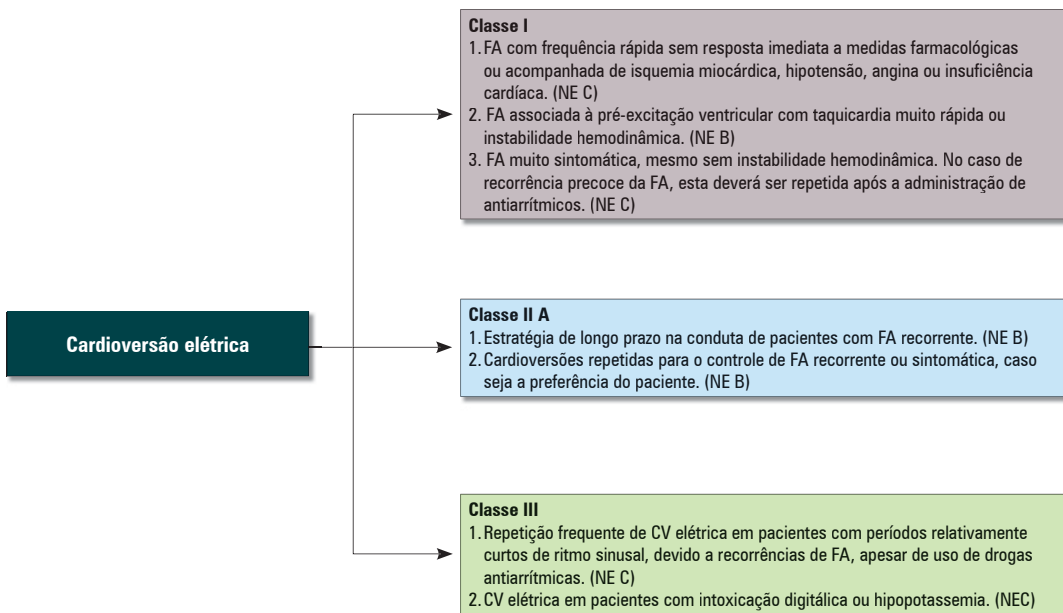 Classe I
1. FA com frequência rápida sem resposta imediata a medidas farmacológicas
ou acompanhada de isquemia miocárdica, hipotensão, angina ou insuficiência
cardíaca. (NE C)
2. FA associada à pré-excitação ventricular com taquicardia muito rápida ou
instabilidade hemodinâmica. (NE B)
3. FA muito sintomática, mesmo sem instabilidade hemodinâmica. No caso de
recorrência precoce da FA, esta deverá ser repetida após a administração de
antiarrítmicos. (NE C)
Cardioversão elétrica
Classe II A
1. Estratégia de longo prazo na conduta de pacientes com FA recorrente. (NE B)
2. Cardioversões repetidas para o controle de FA recorrente ou sintomática, caso
seja a preferência do paciente. (NE B)
Classe III
1. Repetição frequente de CV elétrica em pacientes com períodos relativamente
curtos de ritmo sinusal, devido a recorrências de FA, apesar de uso de drogas
antiarrítmicas. (NE C)
2. CV elétrica em pacientes com intoxicação digitálica ou hipopotassemia. (NEC)